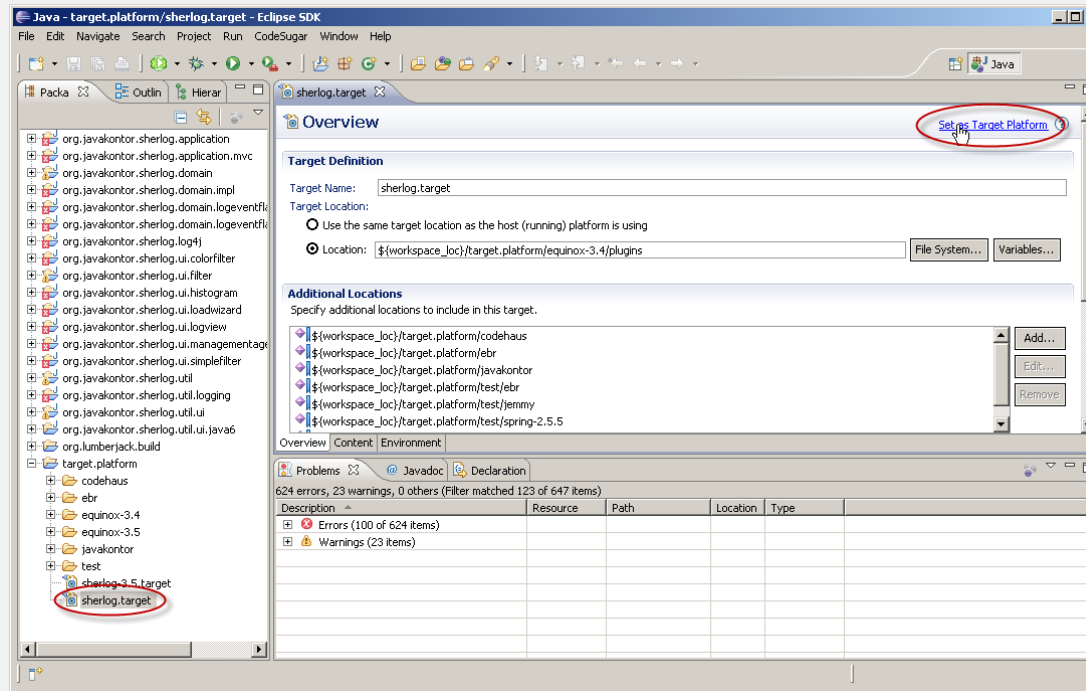 Java - target.platform/sherlog.target - Eclipse SDK
File Edit Navigate Search Project Run CodeSugar Window Help
Java
Packa Outlin Hierar
org.javakontor.sherlog.application
org.javakontor.sherlog.application.mvc
org.javakontor.sherlog.domain
org.javakontor.sherlog.domain.impl
org.javakontor.sherlog.domain.logeventfla
org.javakontor.sherlog.domain.logeventfla
org.javakontor.sherlog.log4j
org.javakontor.sherlog.ui.colorfilter
org.javakontor.sherlog.ui.filter
org.javakontor.sherlog.ui.histogram
org.javakontor.sherlog.ui.loadwizard
org.javakontor.sherlog.ui.logview
org.javakontor.sherlog.ui.managementage
org.javakontor.sherlog.ui.simplefilter
org.javakontor.sherlog.util
org.javakontor.sherlog.util.logging
org.javakontor.sherlog.util.ui
org.javakontor.sherlog.util.ui.java6
org.lumberjack.build
target.platform
codehaus
ebr
equinox-3.4
equinox-3.5
javakontor
test
sherlog-3.5.target
sherlog.target
sherlog.target
Overview
Set as Target Platform
Target Definition
Target Name: sherlog.target
Target Location:
Use the same target location as the host (running) platform is using
Location: ${workspace_loc}/target.platform/equinox-3.4/plugins File System... Variables...
Additional Locations
Specify additional locations to include in this target.
${workspace_loc}/target.platform/codehaus
${workspace_loc}/target.platform/ebr
${workspace_loc}/target.platform/javakontor
${workspace_loc}/target.platform/test/ebr
${workspace_loc}/target.platform/test/jemmy
${workspace_loc}/target.platform/test/spring-2.5.5
Add...
Edit...
Remove
Overview Content Environment
Problems Javadoc Declaration
624 errors, 23 warnings, 0 others (Filter matched 123 of 647 items)
Description Resource Path Location Type
Errors (100 of 624 items)
Warnings (23 items)